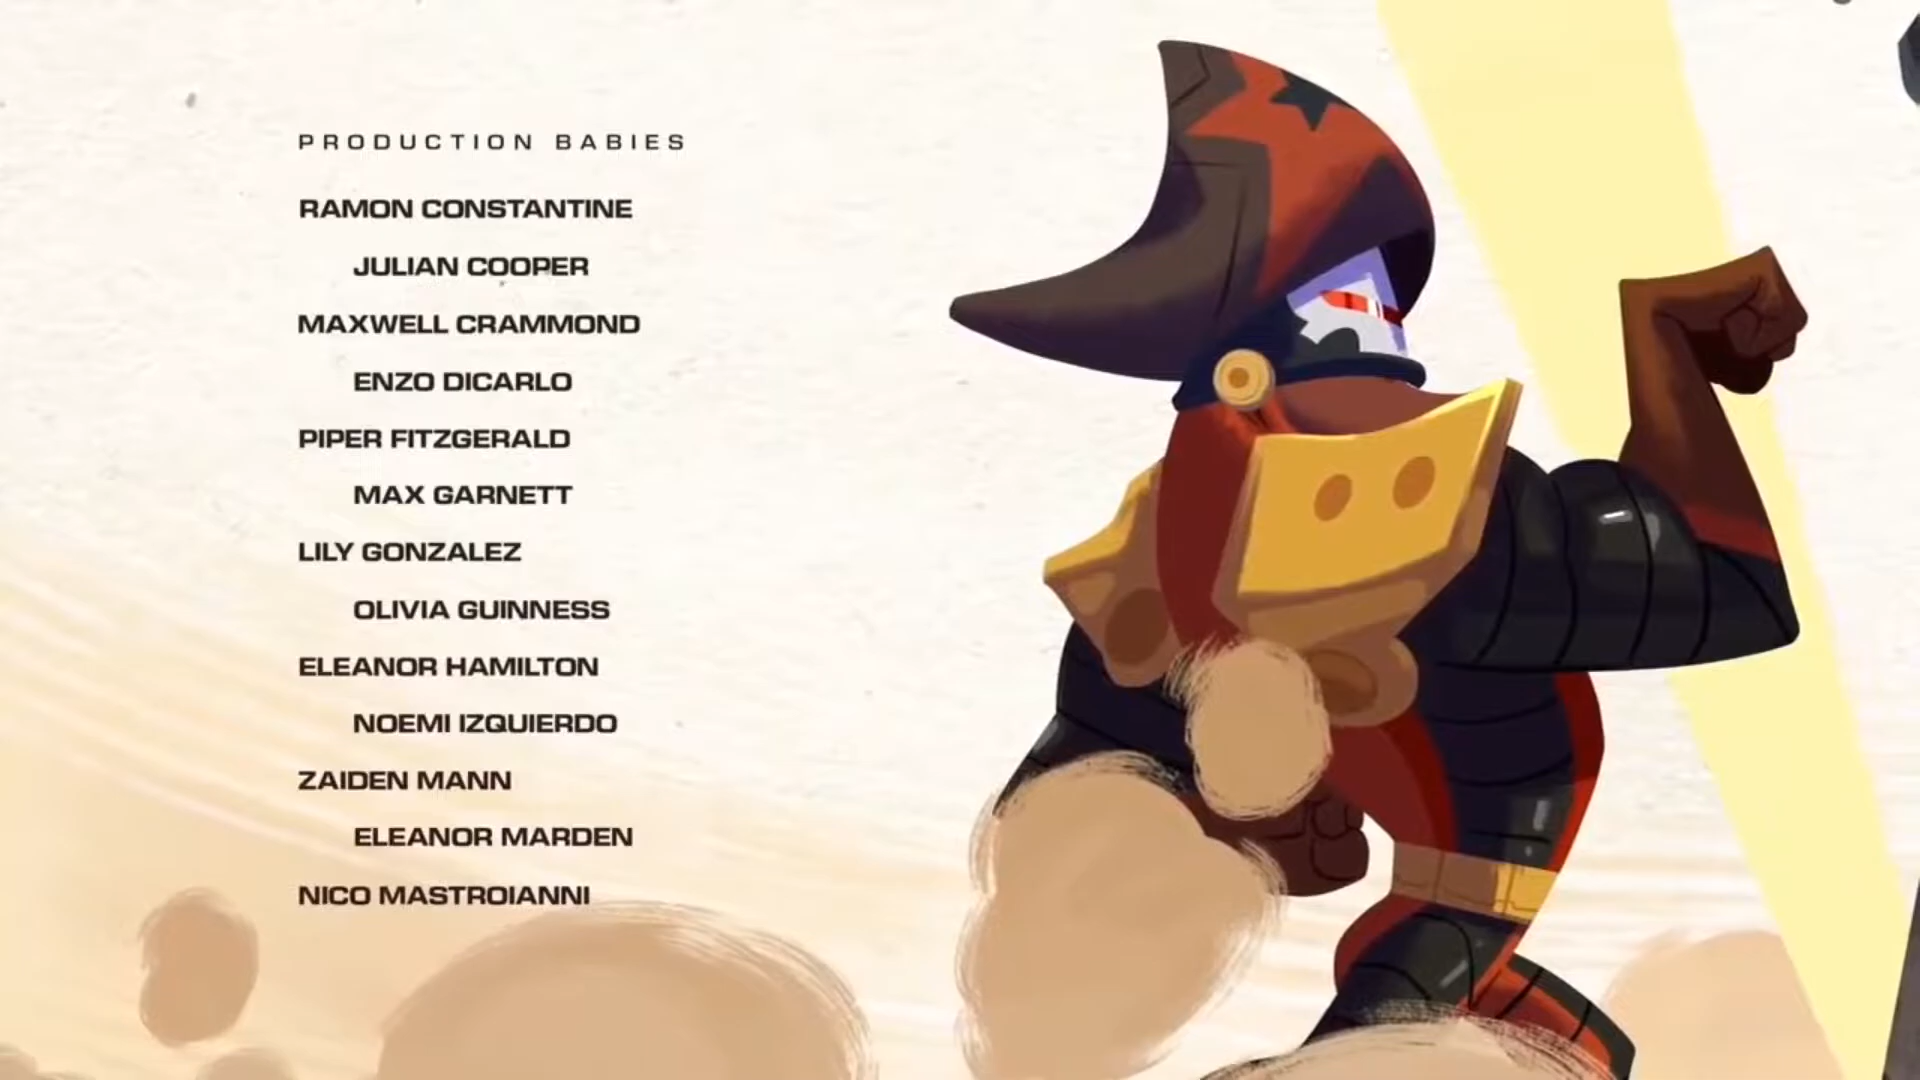 PRODUCTION BABIES
RAMON CONSTANTINE
JULIAN COOPER
MAXWELL CRAMMOND
ENZO DICARLO
PIPER FITZGERALD
MAX GARNETT
LILY GONZALEZ
OLIVIA GUINNESS
ELEANOR HAMILTON
NOEMI IZQUIERDO
ZAIDEN MANN
ELEANOR MARDEN
NICO MASTROIANNI